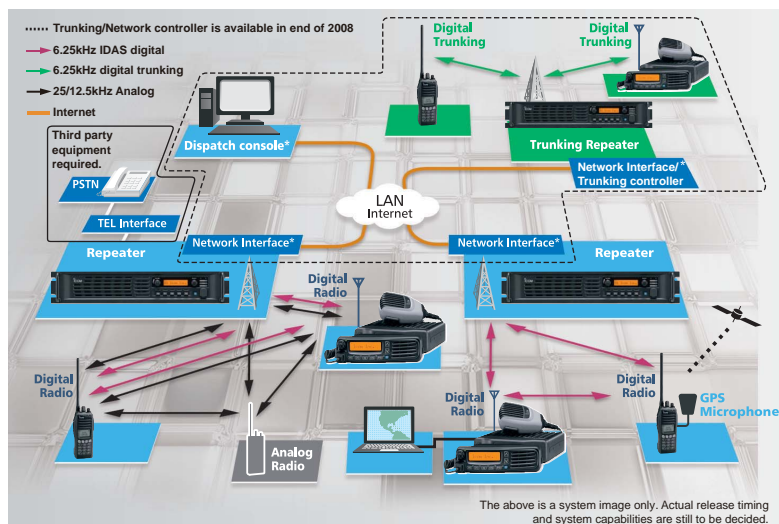 Trunking/Network controller is available in end of 2008
6.25kHz IDAS digital
6.25kHz digital trunking
25/12.5kHz Analog
Internet
Third party
equipment
required.
PSTN
TEL Interface
Dispatch console*
Digital
Trunking
Digital
Trunking
Trunking Repeater
Network Interface/*
Trunking controller
LAN
Internet
Repeater
Network Interface*
Network Interface*
Repeater
Digital
Radio
Digital
Radio
Analog
Radio
Digital
Radio
Digital
Radio
GPS
Microphone
The above is a system image only. Actual release timing
and system capabilities are still to be decided.